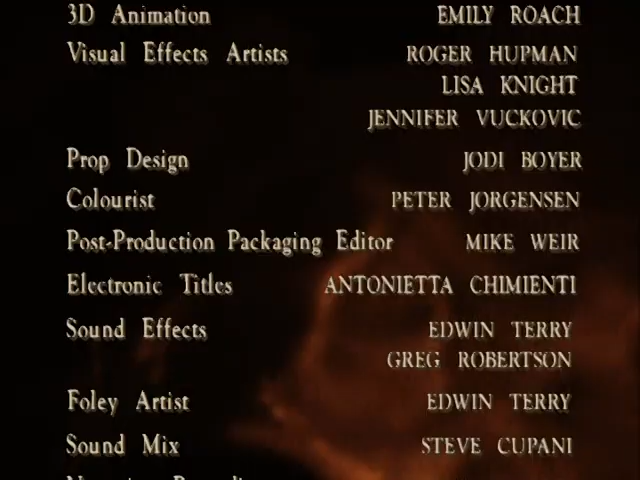 3D Animation EMILY ROACH
Visual Effects Artists ROGER HUPMAN
LISA KNIGHT
JENNIFER VUCKOVIC
Prop Design JODI BOYER
Colourist PETER JORGENSEN
Post-Production Packaging Editor MIKE WEIR
Electronic Titles ANTONIETTA CHIMIENTI
Sound Effects EDWIN TERRY
GREG ROBERTSON
Foley Artist EDWIN TERRY
Sound Mix STEVE CUPANI